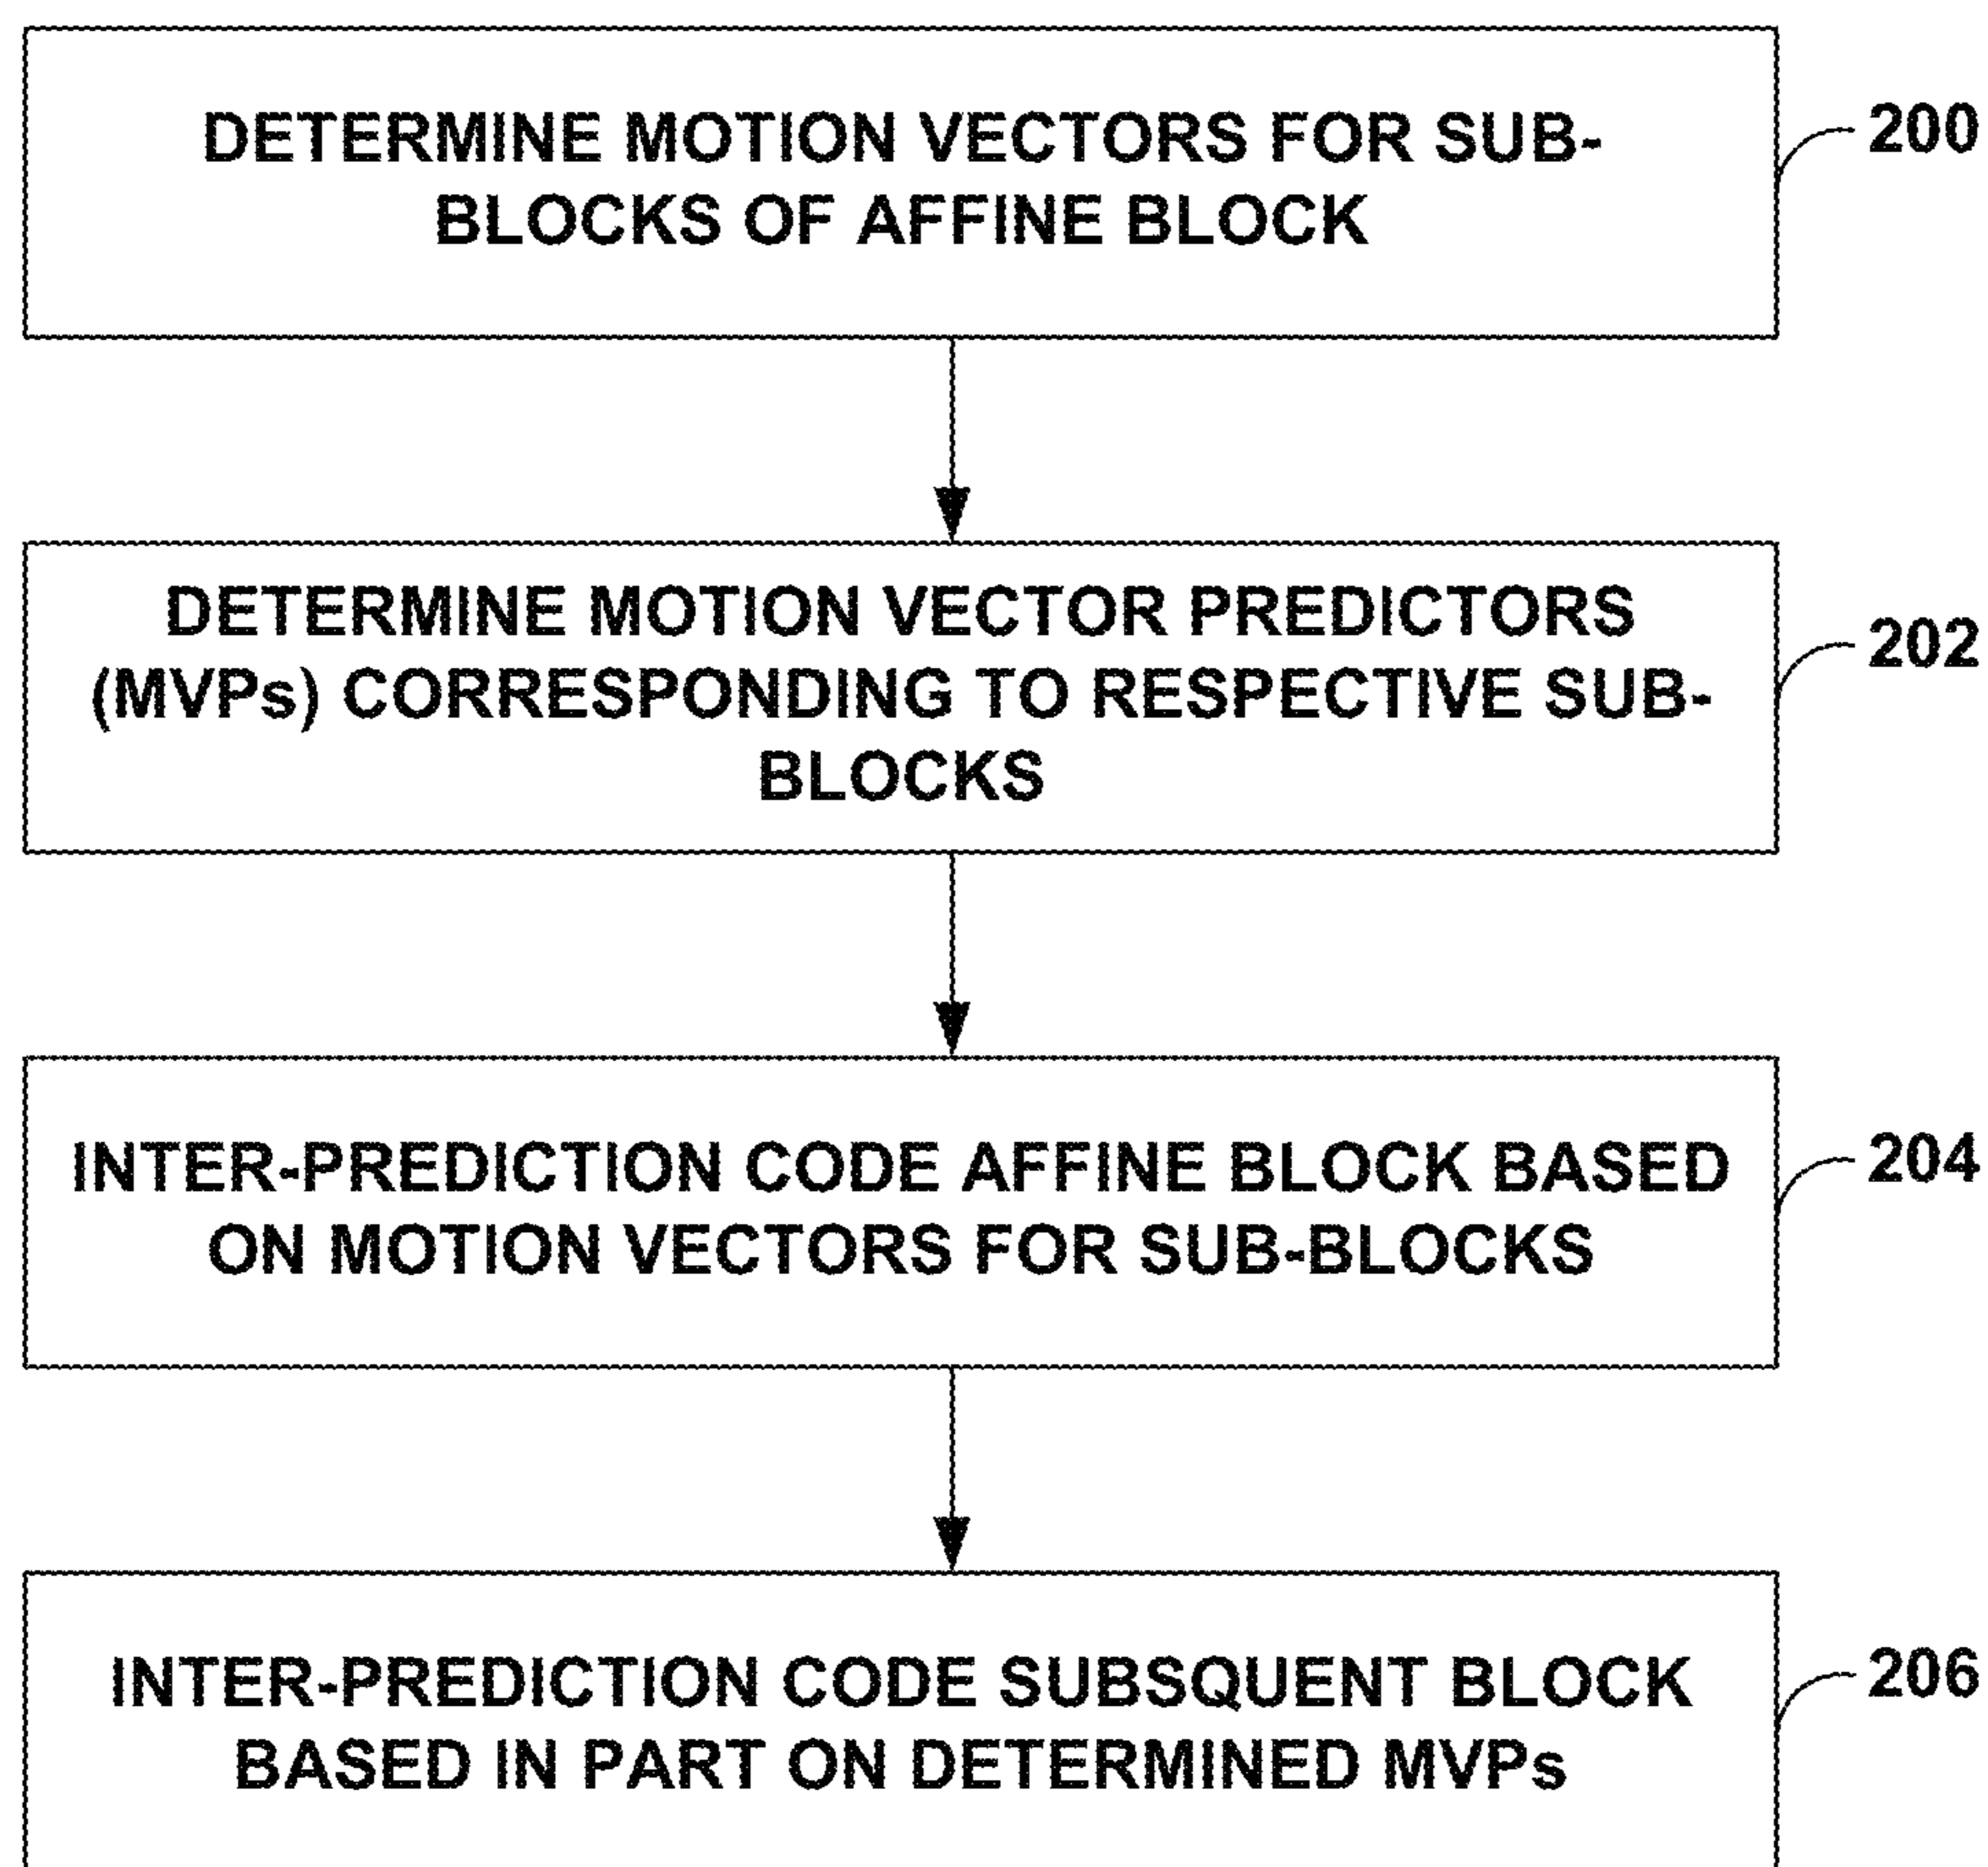 DETERMINE MOTION VECTORS FOR SUB-
BLOCKS OF AFFINE BLOCK
200
DETERMINE MOTION VECTOR PREDICTORS
(MVPs) CORRESPONDING TO RESPECTIVE SUB-
BLOCKS
202
INTER-PREDICTION CODE AFFINE BLOCK BASED
ON MOTION VECTORS FOR SUB-BLOCKS
204
INTER-PREDICTION CODE SUBSQUENT BLOCK
BASED IN PART ON DETERMINED MVPs
206